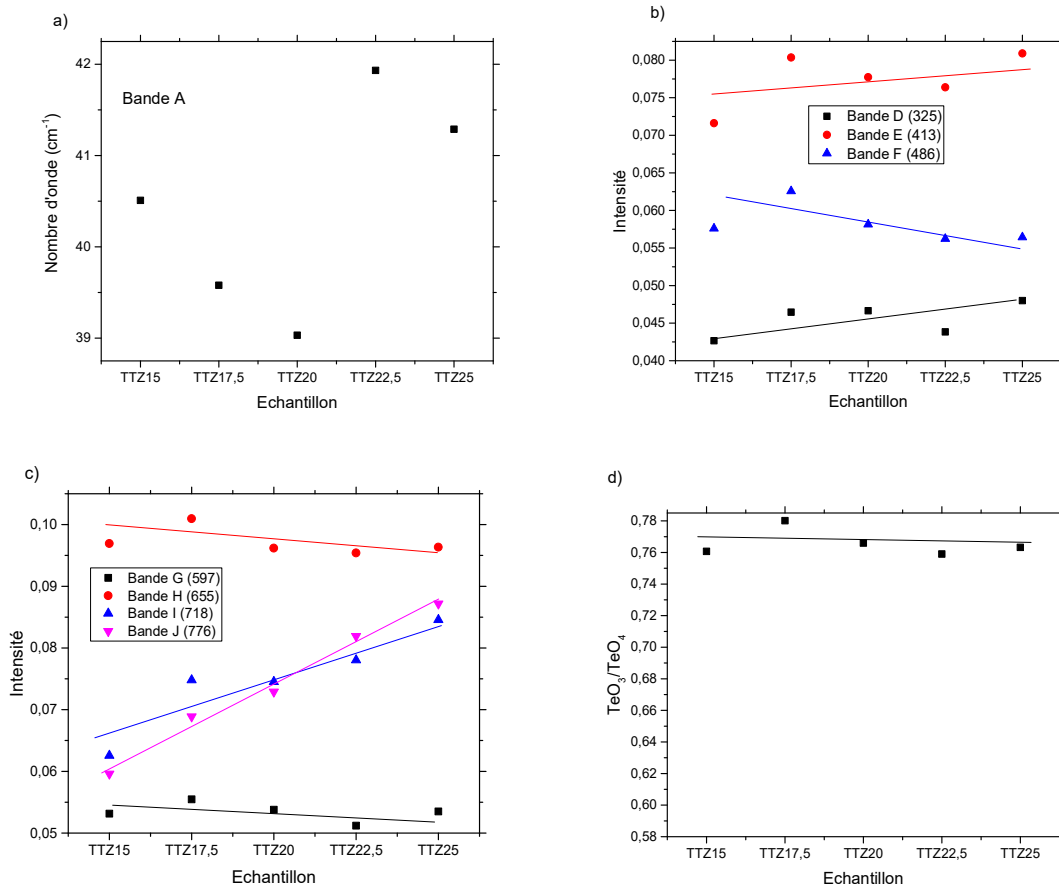 a)
Bande A
Nombre d'onde (cm⁻¹)
42
41
40
39
TTZ15 TTZ17,5 TTZ20 TTZ22,5 TTZ25
Echantillon
b)
Intensité
0,080
0,075
0,070
0,065
0,060
0,055
0,050
0,045
0,040
Bande D (325)
Bande E (413)
Bande F (486)
TTZ15 TTZ17,5 TTZ20 TTZ22,5 TTZ25
Echantillon
c)
Intensité
0,10
0,09
0,08
0,07
0,06
0,05
Bande G (597)
Bande H (655)
Bande I (718)
Bande J (776)
TTZ15 TTZ17,5 TTZ20 TTZ22,5 TTZ25
Echantillon
d)
TeO₃/TeO₄
0,78
0,76
0,74
0,72
0,70
0,68
0,66
0,64
0,62
0,60
0,58
TTZ15 TTZ17,5 TTZ20 TTZ22,5 TTZ25
Echantillon